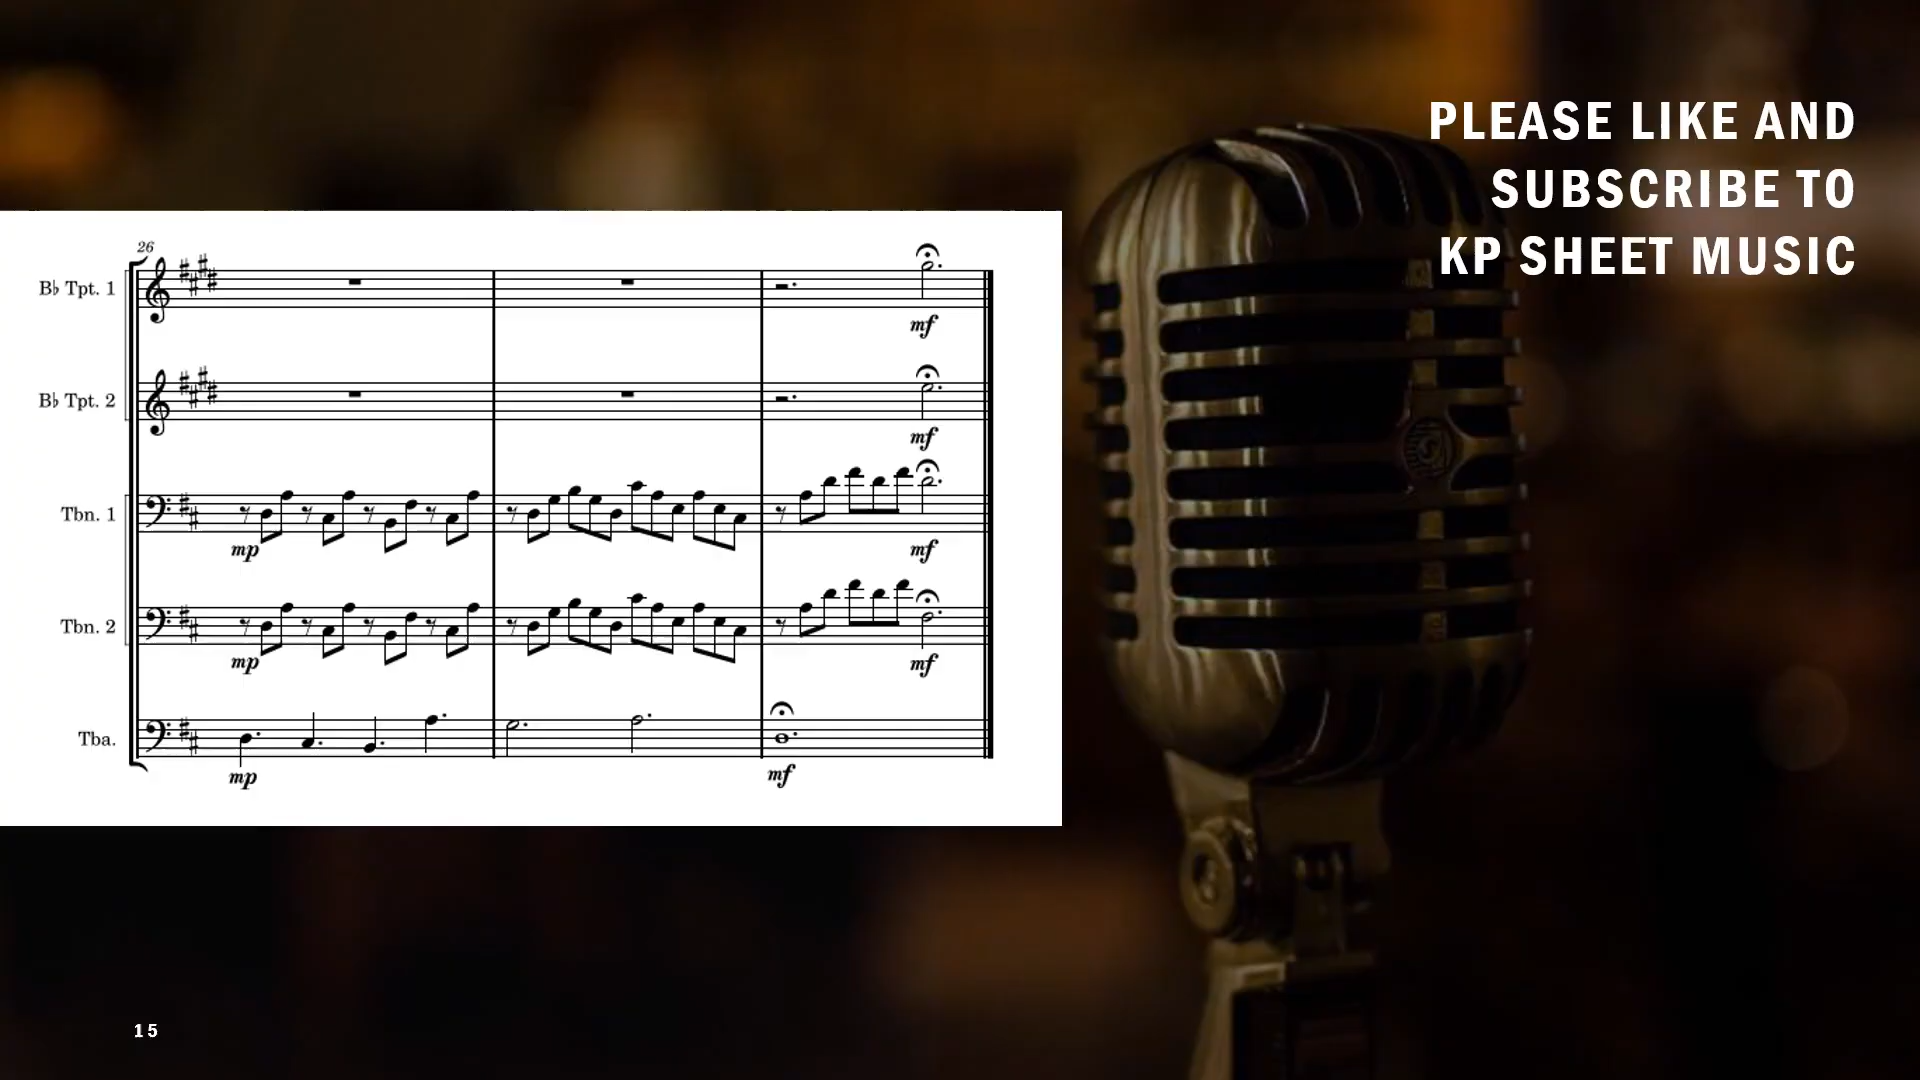 PLEASE LIKE AND
SUBSCRIBE TO
KP SHEET MUSIC
26
B♭ Tpt. 1
mf
B♭ Tpt. 2
mf
Tbn. 1
mp
mf
Tbn. 2
mp
mf
Tba.
mp
mf
15